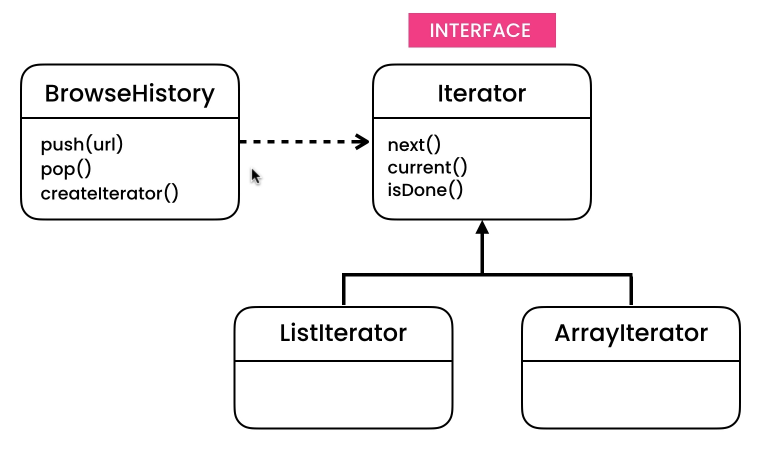 INTERFACE
BrowseHistory
push(url)
pop()
createIterator()
Iterator
next()
current()
isDone()
ListIterator
ArrayIterator